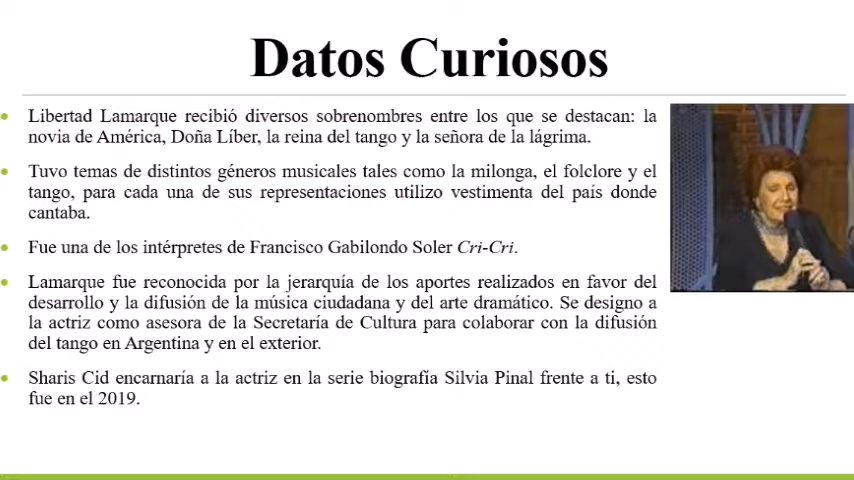 Datos Curiosos
Libertad Lamarque recibió diversos sobrenombres entre los que se destacan: la
novia de América, Doña Líber, la reina del tango y la señora de la lágrima.
Tuvo temas de distintos géneros musicales tales como la milonga, el folclore y el
tango, para cada una de sus representaciones utilizo vestimenta del país donde
cantaba.
Fue una de los intérpretes de Francisco Gabilondo Soler Cri-Cri.
Lamarque fue reconocida por la jerarquía de los aportes realizados en favor del
desarrollo y la difusión de la música ciudadana y del arte dramático. Se designo a
la actriz como asesora de la Secretaría de Cultura para colaborar con la difusión
del tango en Argentina y en el exterior.
Sharis Cid encarnaría a la actriz en la serie biografía Silvia Pinal frente a ti, esto
fue en el 2019.